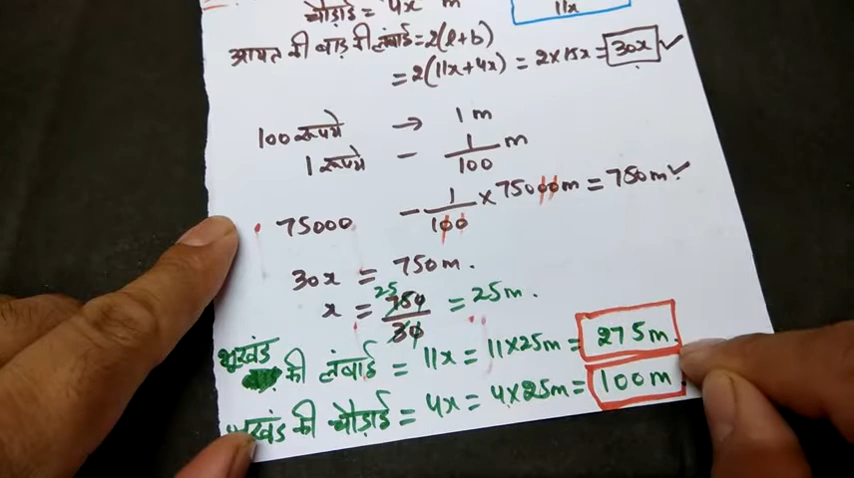 चौड़ाई = 4x m
11x
आयत की बाड़ की लंबाई = 2(l+b)
= 2(11x+4x) = 2×15x = 30x ✓
100 रूपये → 1 m
1 रूपये – 1/100 m
75000 – 1/100 × 75000m = 750m ✓
30x = 750m.
x = 750/30 = 25m.
25
भूखंड की लंबाई = 11x = 11×25m = 275m
भूखंड की चौड़ाई = 4x = 4×25m = 100m